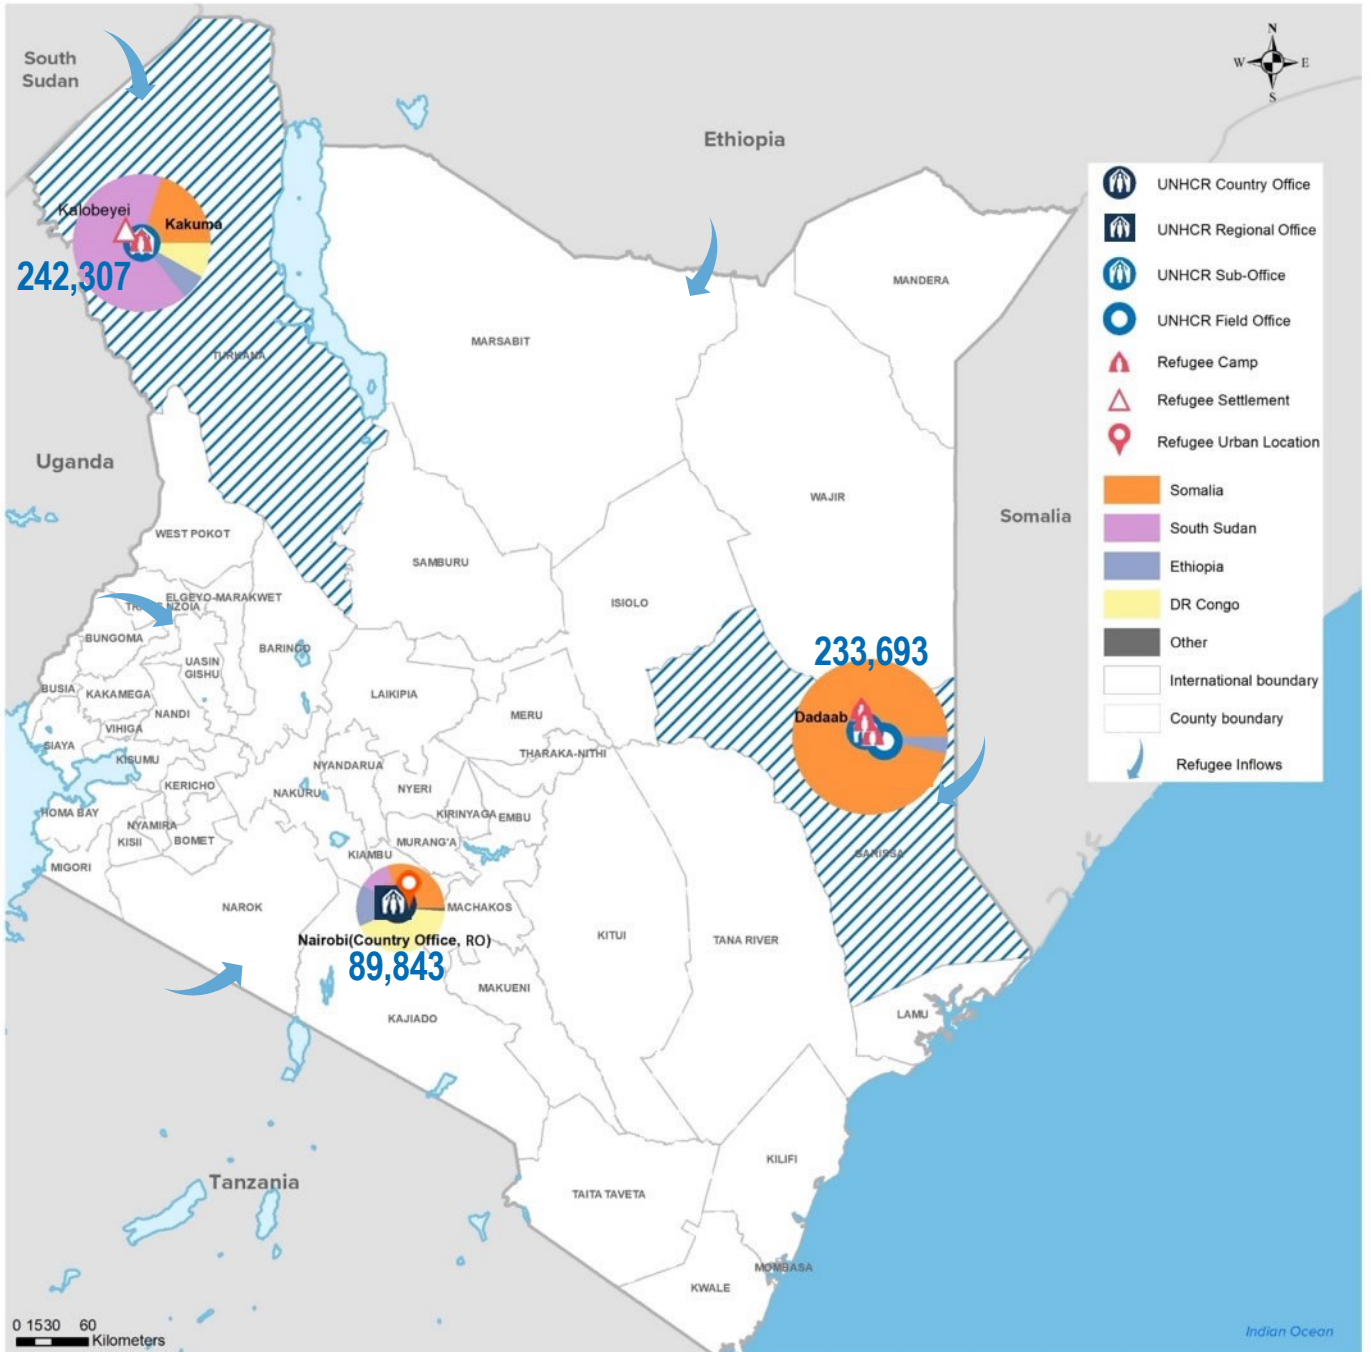 South
Sudan
Ethiopia
N
W
E
S
Kalobeyei
Kakuma
242,307
TURKANA
MARSABIT
MANDERA
Uganda
WAJIR
Somalia
WEST POKOT
SAMBURU
ISIOLO
ELGEYO-MARAKWET
BUNGOMA
UASIN
GISHU
BARINGO
BUSIA
KAKAMEGA
NANDI
VIHIGA
SIAYA
KISUMU
LAIKIPIA
MERU
THARAKA-NITHI
NYANDARUA
NYERI
KERICHO
NAKURU
KIRINYAGA
EMBU
HOMA BAY
NYAMIRA
KISII
BOMET
MURANG'A
KIAMBU
MIGORI
NAROK
MACHAKOS
Nairobi(Country Office, RO)
89,843
KITUI
TANA RIVER
233,693
Dadaab
GARISSA
MAKUENI
KAJIADO
LAMU
KILIFI
Tanzania
TAITA TAVETA
MOMBASA
KWALE
Indian Ocean
0 1530 60
Kilometers
UNHCR Country Office
UNHCR Regional Office
UNHCR Sub-Office
UNHCR Field Office
Refugee Camp
Refugee Settlement
Refugee Urban Location
Somalia
South Sudan
Ethiopia
DR Congo
Other
International boundary
County boundary
Refugee Inflows